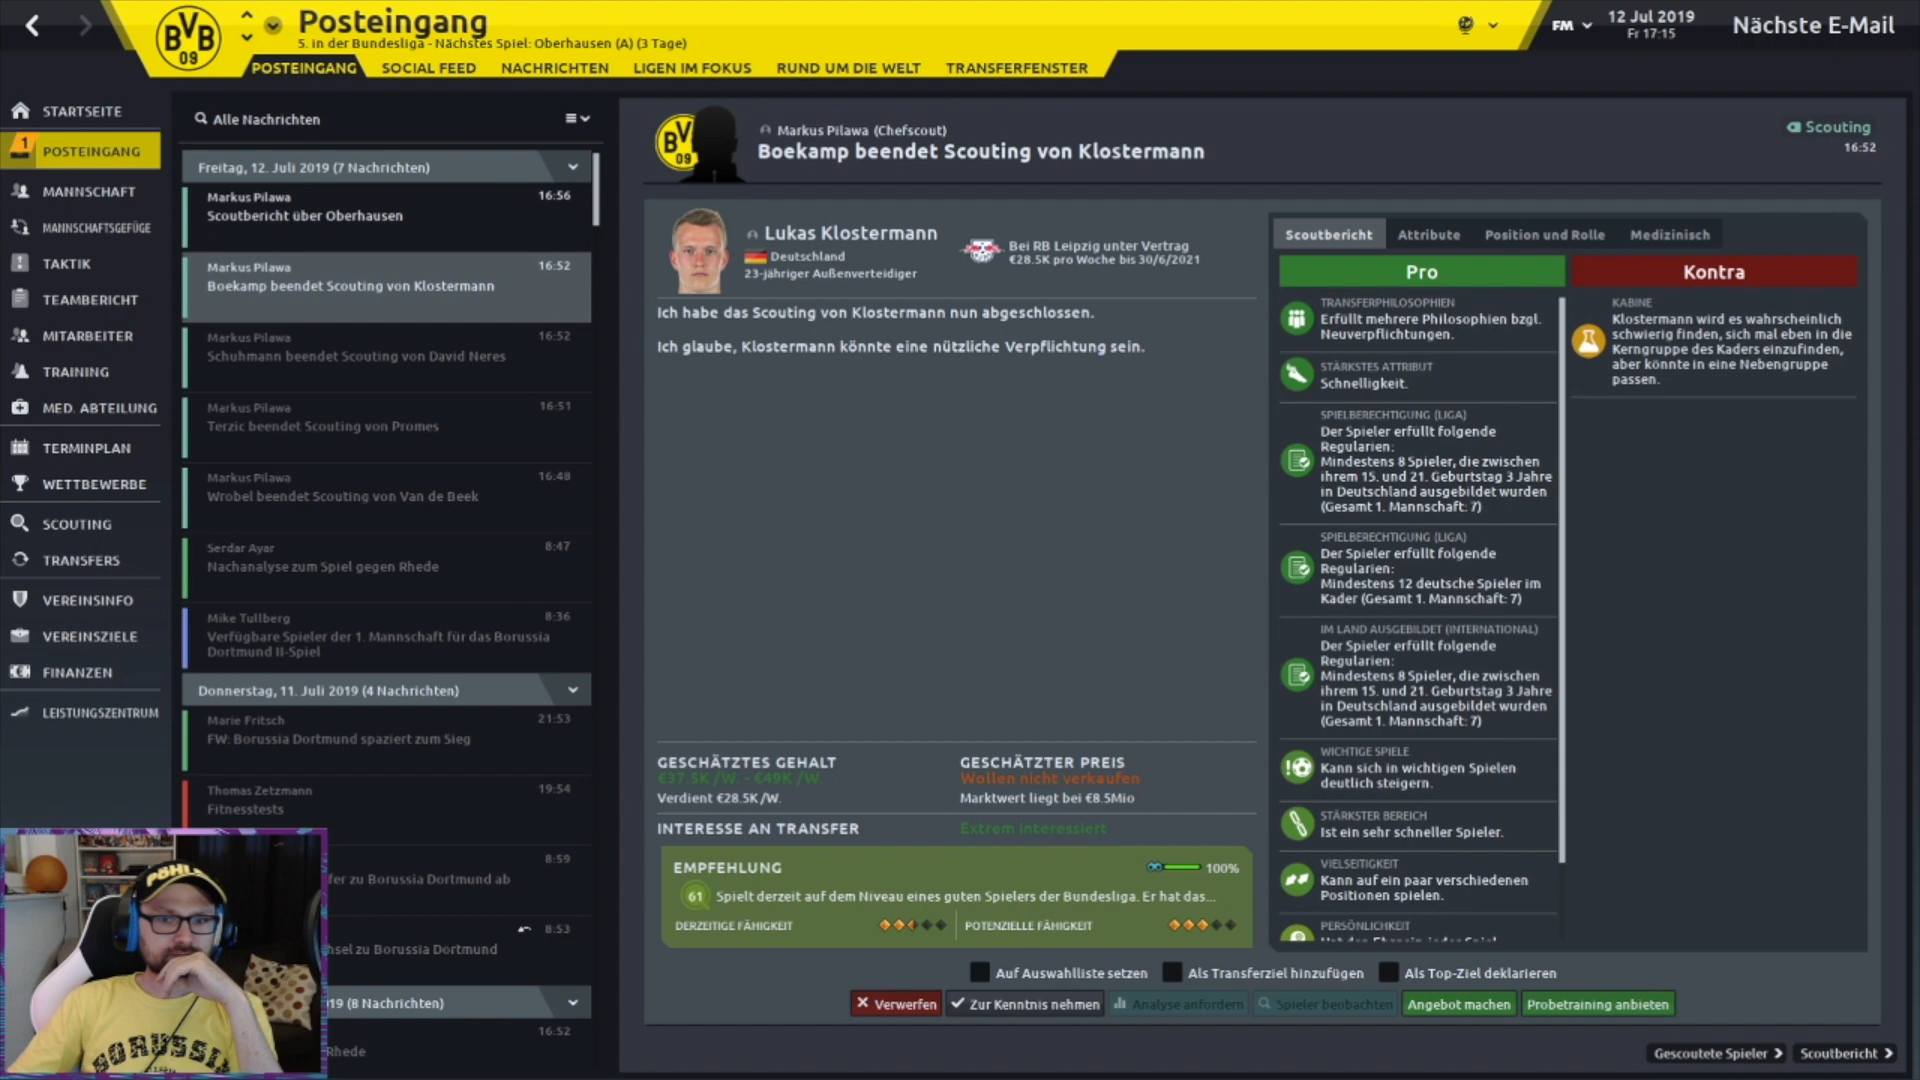 BVB 09
Posteingang
5. in der Bundesliga - Nächstes Spiel: Oberhausen (A) (3 Tage)
FM
12 Jul 2019
Fr 17:15
Nächste E-Mail
POSTEINGANG
SOCIAL FEED
NACHRICHTEN
LIGEN IM FOKUS
RUND UM DIE WELT
TRANSFERFENSTER
STARTSEITE
1
POSTEINGANG
MANNSCHAFT
MANNSCHAFTSGEFÜGE
TAKTIK
TEAMBERICHT
MITARBEITER
TRAINING
MED. ABTEILUNG
TERMINPLAN
WETTBEWERBE
SCOUTING
TRANSFERS
VEREINSINFO
VEREINSZIELE
FINANZEN
LEISTUNGSZENTRUM
Alle Nachrichten
Freitag, 12. Juli 2019 (7 Nachrichten)
Markus Pilawa 16:56
Scoutbericht über Oberhausen
Markus Pilawa 16:52
Boekamp beendet Scouting von Klostermann
Markus Pilawa 16:52
Schuhmann beendet Scouting von David Neres
Markus Pilawa 16:51
Terzic beendet Scouting von Promes
Markus Pilawa 16:48
Wrobel beendet Scouting von Van de Beek
Serdar Ayar 8:47
Nachanalyse zum Spiel gegen Rhede
Mike Tullberg 8:36
Verfügbare Spieler der 1. Mannschaft für das Borussia
Dortmund II-Spiel
Donnerstag, 11. Juli 2019 (4 Nachrichten)
Marie Fritsch 21:53
FW: Borussia Dortmund spaziert zum Sieg
Thomas Zetzmann 19:54
Fitnesstests
8:59
fer zu Borussia Dortmund ab
8:53
hsel zu Borussia Dortmund
19 (8 Nachrichten)
16:52
Rhede
PÖHL
BORUSSI
BVB 09
Markus Pilawa (Chefscout)
Boekamp beendet Scouting von Klostermann
Scouting
16:52
Lukas Klostermann
Deutschland
23-jähriger Außenverteidiger
Bei RB Leipzig unter Vertrag
€28.5K pro Woche bis 30/6/2021
Ich habe das Scouting von Klostermann nun abgeschlossen.
Ich glaube, Klostermann könnte eine nützliche Verpflichtung sein.
GESCHÄTZTES GEHALT
€37.5K /W. - €49K /W.
Verdient €28.5K /W.
GESCHÄTZTER PREIS
Wollen nicht verkaufen
Marktwert liegt bei €8.5Mio
INTERESSE AN TRANSFER
Extrem interessiert
EMPFEHLUNG
100%
61 Spielt derzeit auf dem Niveau eines guten Spielers der Bundesliga. Er hat das...
DERZEITIGE FÄHIGKEIT
POTENZIELLE FÄHIGKEIT
Scoutbericht
Attribute
Position und Rolle
Medizinisch
Pro
TRANSFERPHILOSOPHIEN
Erfüllt mehrere Philosophien bzgl.
Neuverpflichtungen.
STÄRKSTES ATTRIBUT
Schnelligkeit.
SPIELBERECHTIGUNG (LIGA)
Der Spieler erfüllt folgende
Regularien:
Mindestens 8 Spieler, die zwischen
ihrem 15. und 21. Geburtstag 3 Jahre
in Deutschland ausgebildet wurden
(Gesamt 1. Mannschaft: 7)
SPIELBERECHTIGUNG (LIGA)
Der Spieler erfüllt folgende
Regularien:
Mindestens 12 deutsche Spieler im
Kader (Gesamt 1. Mannschaft: 7)
IM LAND AUSGEBILDET (INTERNATIONAL)
Der Spieler erfüllt folgende
Regularien:
Mindestens 8 Spieler, die zwischen
ihrem 15. und 21. Geburtstag 3 Jahre
in Deutschland ausgebildet wurden
(Gesamt 1. Mannschaft: 7)
WICHTIGE SPIELE
Kann sich in wichtigen Spielen
deutlich steigern.
STÄRKSTER BEREICH
Ist ein sehr schneller Spieler.
VIELSEITIGKEIT
Kann auf ein paar verschiedenen
Positionen spielen.
PERSÖNLICHKEIT
Kontra
KABINE
Klostermann wird es wahrscheinlich
schwierig finden, sich mal eben in die
Kerngruppe des Kaders einzufinden,
aber könnte in eine Nebengruppe
passen.
Auf Auswahlliste setzen
Als Transferziel hinzufügen
Als Top-Ziel deklarieren
Verwerfen
Zur Kenntnis nehmen
Analyse anfordern
Spieler beobachten
Angebot machen
Probetraining anbieten
Gescoutete Spieler
Scoutbericht